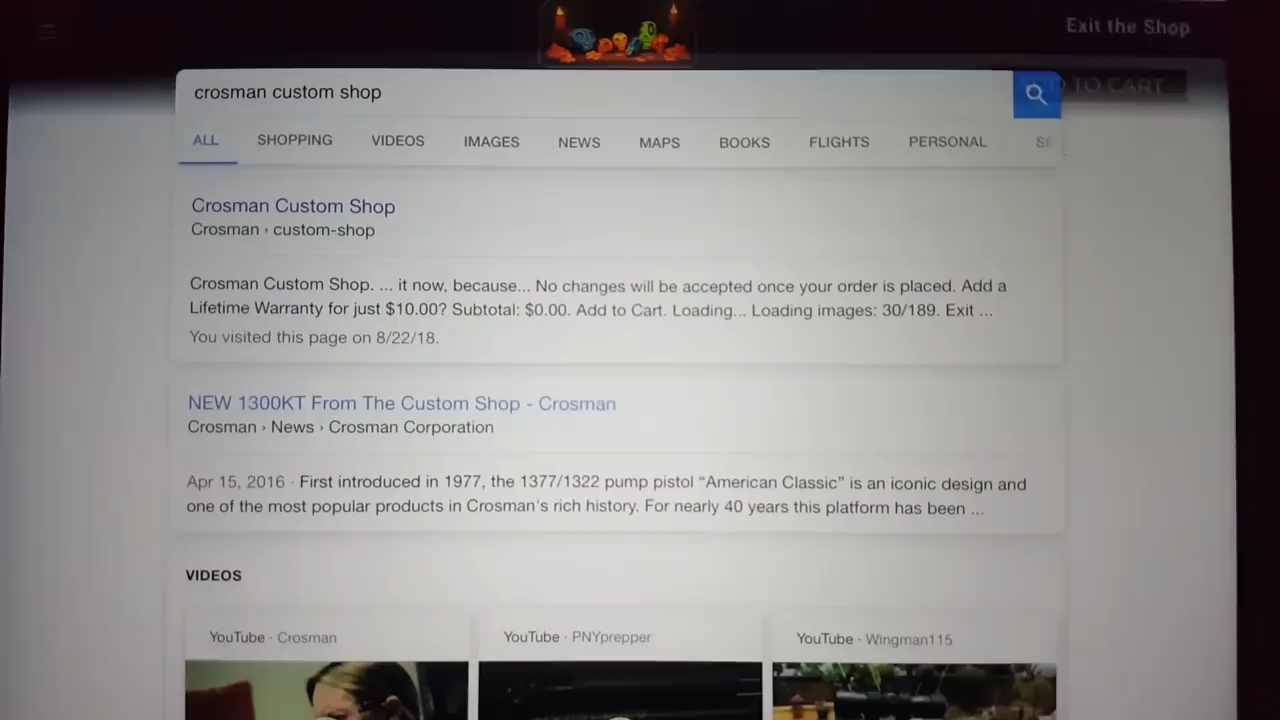 Exit the Shop
crosman custom shop
TO CART
ALL SHOPPING VIDEOS IMAGES NEWS MAPS BOOKS FLIGHTS PERSONAL
Crosman Custom Shop
Crosman › custom-shop
Crosman Custom Shop. ... it now, because... No changes will be accepted once your order is placed. Add a
Lifetime Warranty for just $10.00? Subtotal: $0.00. Add to Cart. Loading... Loading images: 30/189. Exit ...
You visited this page on 8/22/18.
NEW 1300KT From The Custom Shop - Crosman
Crosman › News › Crosman Corporation
Apr 15, 2016 · First introduced in 1977, the 1377/1322 pump pistol “American Classic” is an iconic design and
one of the most popular products in Crosman's rich history. For nearly 40 years this platform has been ...
VIDEOS
YouTube · Crosman
YouTube · PNYprepper
YouTube · Wingman115